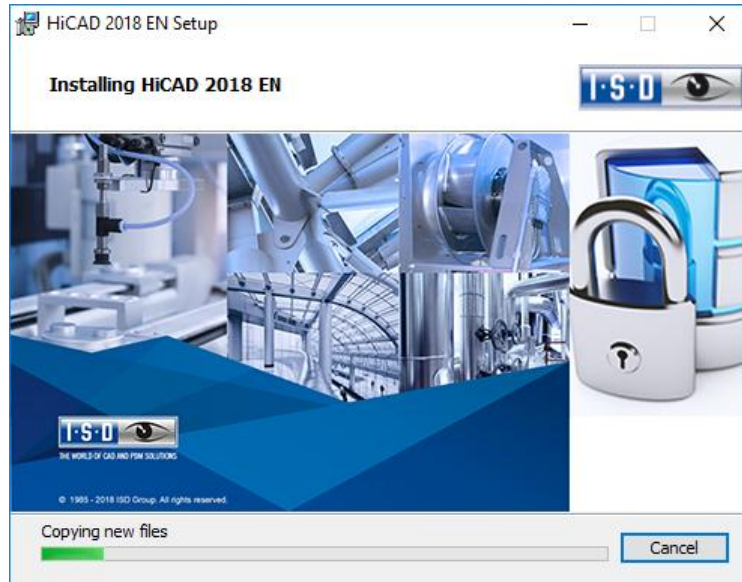 HiCAD 2018 EN Setup
Installing HiCAD 2018 EN
I·S·D
I·S·D
THE WORLD OF CAD AND PDM SOLUTIONS
© 1985 - 2018 ISD Group. All rights reserved.
Copying new files
Cancel